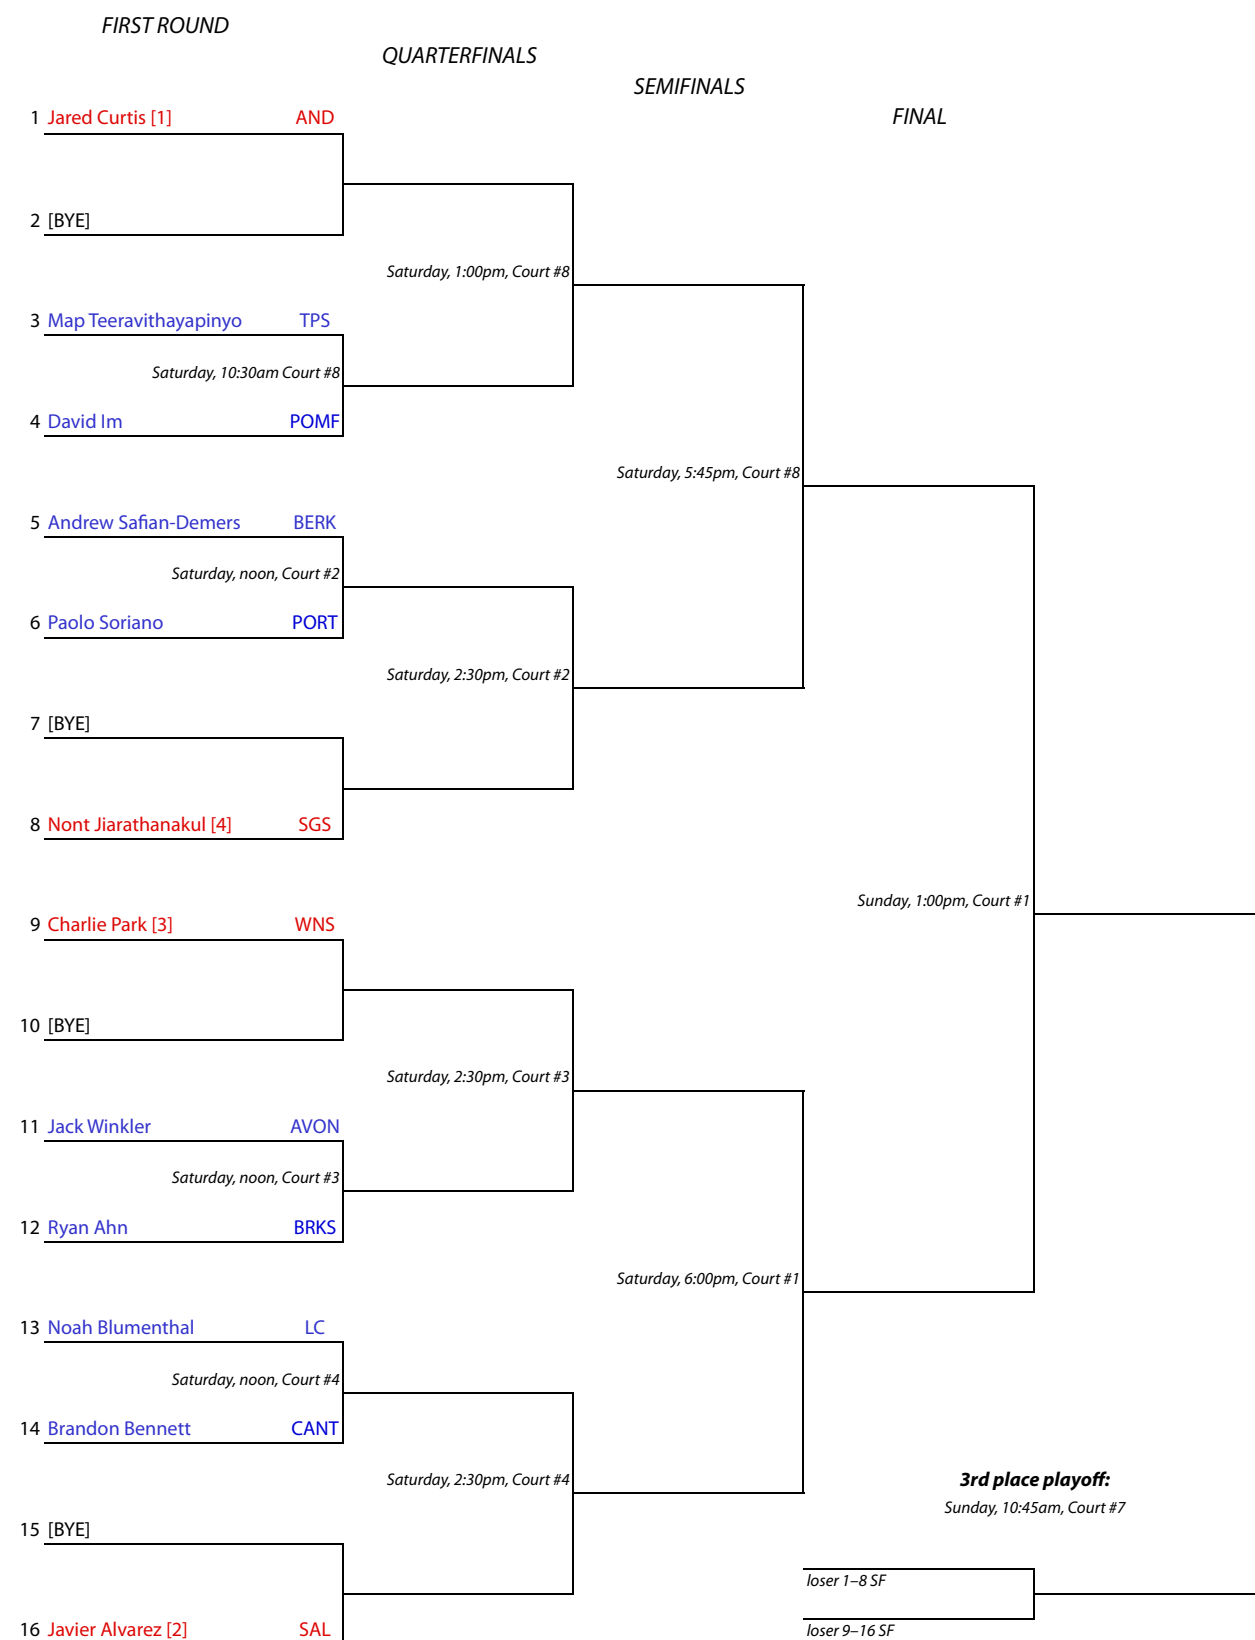 FIRST ROUND
QUARTERFINALS
SEMIFINALS
FINAL
1 Jared Curtis [1] AND
2 [BYE]
Saturday, 1:00pm, Court #8
3 Map Teeravithayapinyo TPS
Saturday, 10:30am Court #8
4 David Im POMF
Saturday, 5:45pm, Court #8
5 Andrew Safian-Demers BERK
Saturday, noon, Court #2
6 Paolo Soriano PORT
Saturday, 2:30pm, Court #2
7 [BYE]
8 Nont Jiarathanakul [4] SGS
Sunday, 1:00pm, Court #1
9 Charlie Park [3] WNS
10 [BYE]
Saturday, 2:30pm, Court #3
11 Jack Winkler AVON
Saturday, noon, Court #3
12 Ryan Ahn BRKS
Saturday, 6:00pm, Court #1
13 Noah Blumenthal LC
Saturday, noon, Court #4
14 Brandon Bennett CANT
Saturday, 2:30pm, Court #4
3rd place playoff:
Sunday, 10:45am, Court #7
15 [BYE]
loser 1–8 SF
16 Javier Alvarez [2] SAL
loser 9–16 SF